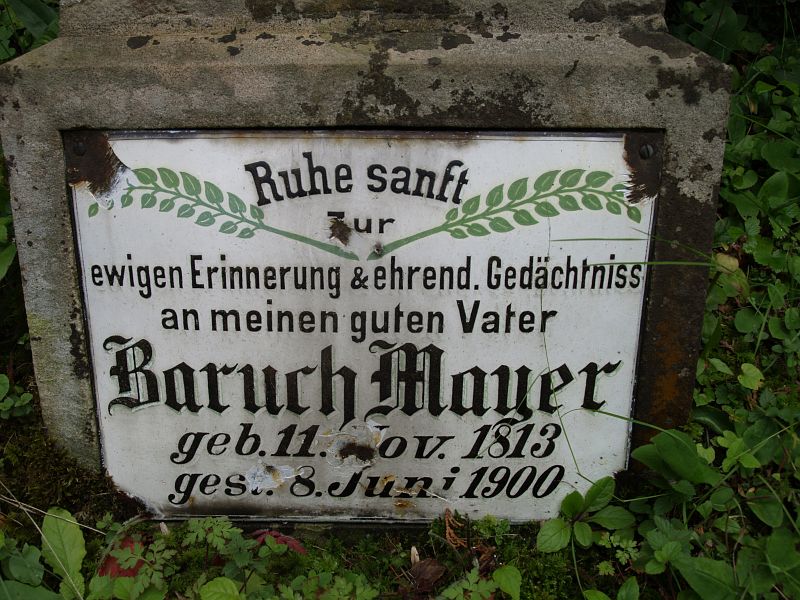 Ruhe sanft
Zur
ewigen Erinnerung & ehrend. Gedächtniss
an meinen guten Vater
Baruch Mayer
geb. 11. Nov. 1813
gest. 8. Juni 1900